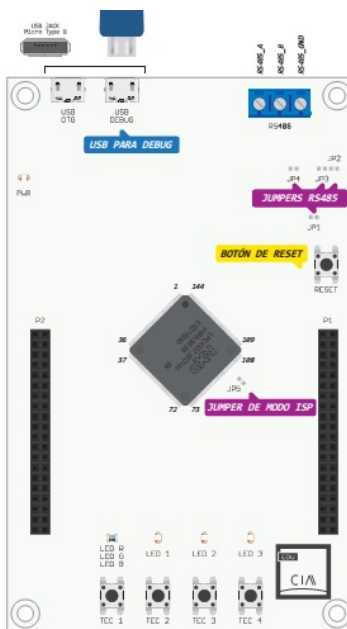 USB JACK
Micro Type B
USB
OTG
USB
DEBUG
RS485_A
RS485_B
RS485_GND
RS485
USB PARA DEBUG
JP2
JP4
JP3
JUMPERS RS485
JP1
PWR
BOTÓN DE RESET
RESET
P2
P1
1
144
36
109
37
108
NXP
JP5
72
73
JUMPER DE MODO ISP
LED R
LED G
LED B
LED 1
LED 2
LED 3
CIAA
TEC 1
TEC 2
TEC 3
TEC 4